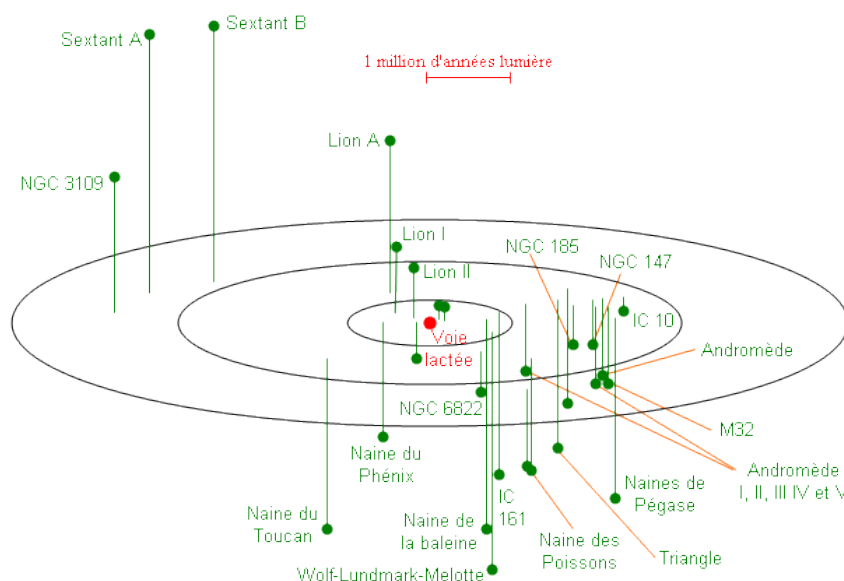 Sextant A
Sextant B
1 million d'années lumière
Lion A
NGC 3109
Lion I
NGC 185
NGC 147
Lion II
IC 10
Voie
lactée
Andromède
NGC 6822
M32
Naine du
Phénix
Andromède
I, II, III IV et V
Naines de
Pégase
IC
161
Naine du
Toucan
Naine de
la baleine
Naine des
Poissons
Triangle
Wolf-Lundmark-Melotte